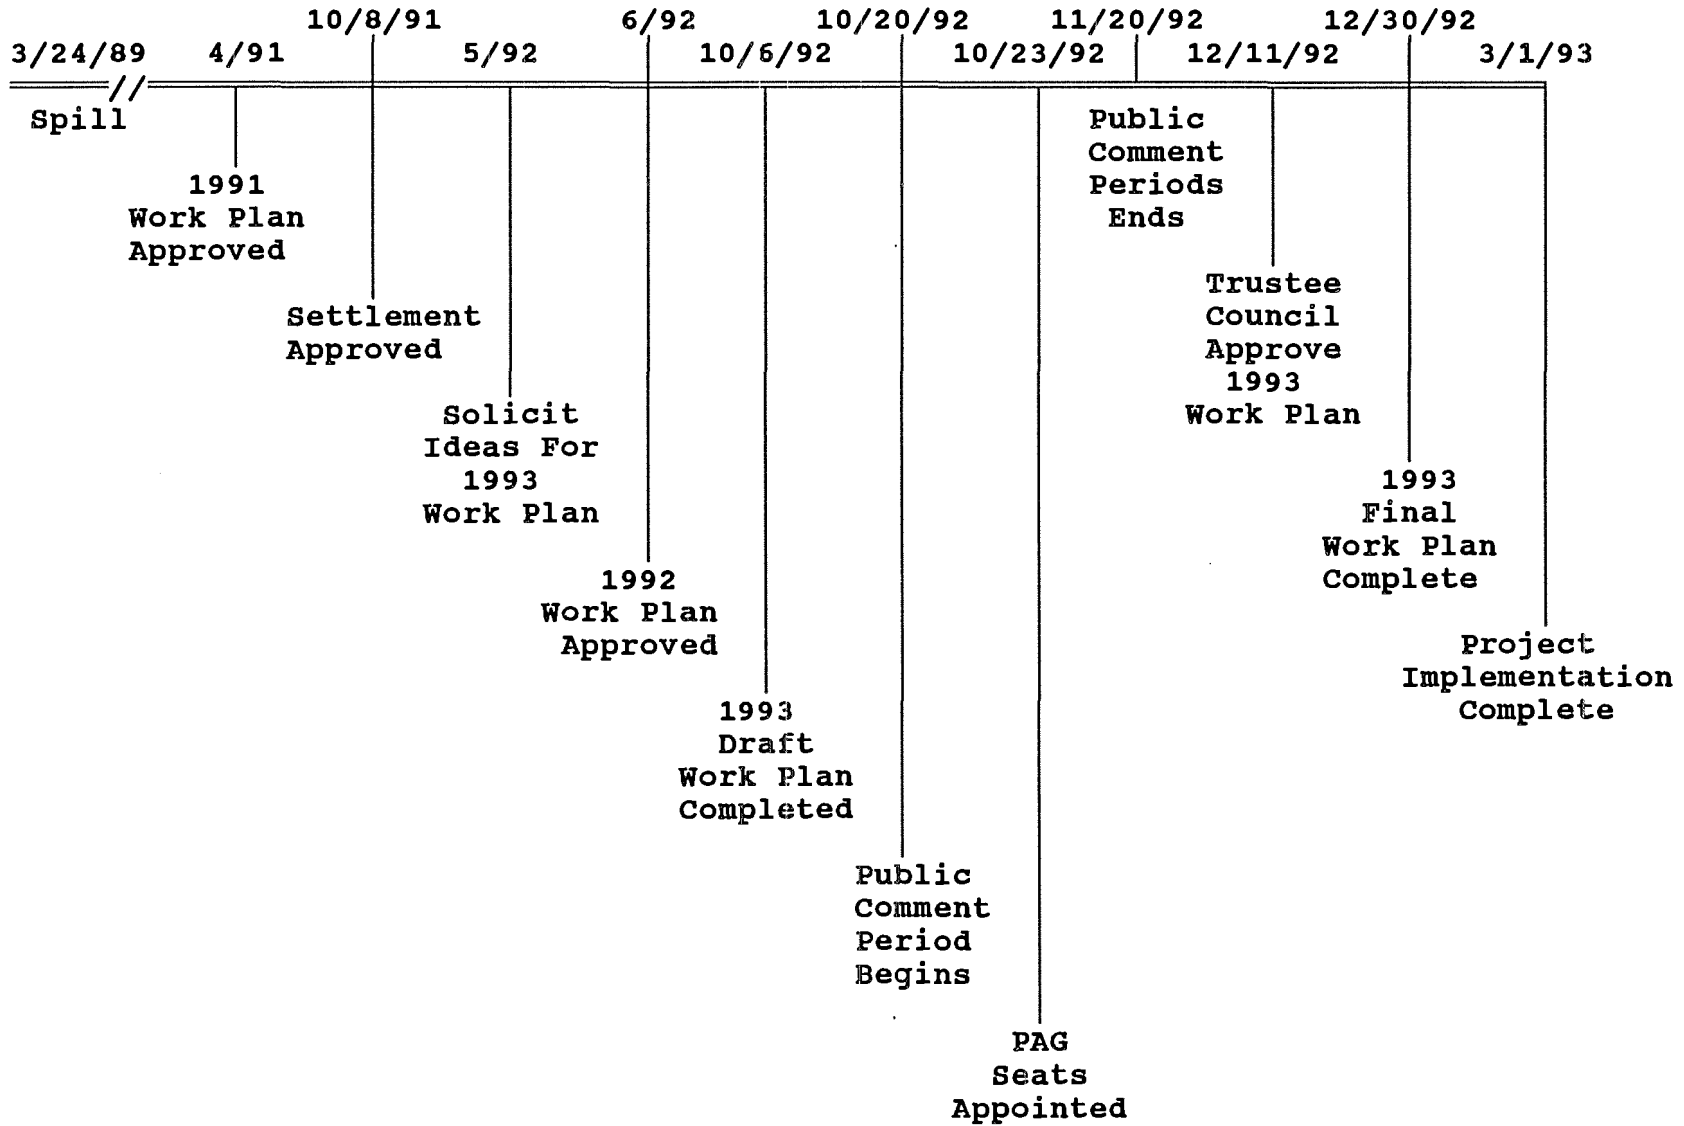 10/8/91
6/92
10/20/92
11/20/92
12/30/92
3/24/89
4/91
5/92
10/6/92
10/23/92
12/11/92
3/1/93
//
Spill
1991
Work Plan
Approved
Settlement
Approved
Solicit
Ideas For
1993
Work Plan
1992
Work Plan
Approved
1993
Draft
Work Plan
Completed
Public
Comment
Period
Begins
PAG
Seats
Appointed
Public
Comment
Periods
Ends
Trustee
Council
Approve
1993
Work Plan
1993
Final
Work Plan
Complete
Project
Implementation
Complete